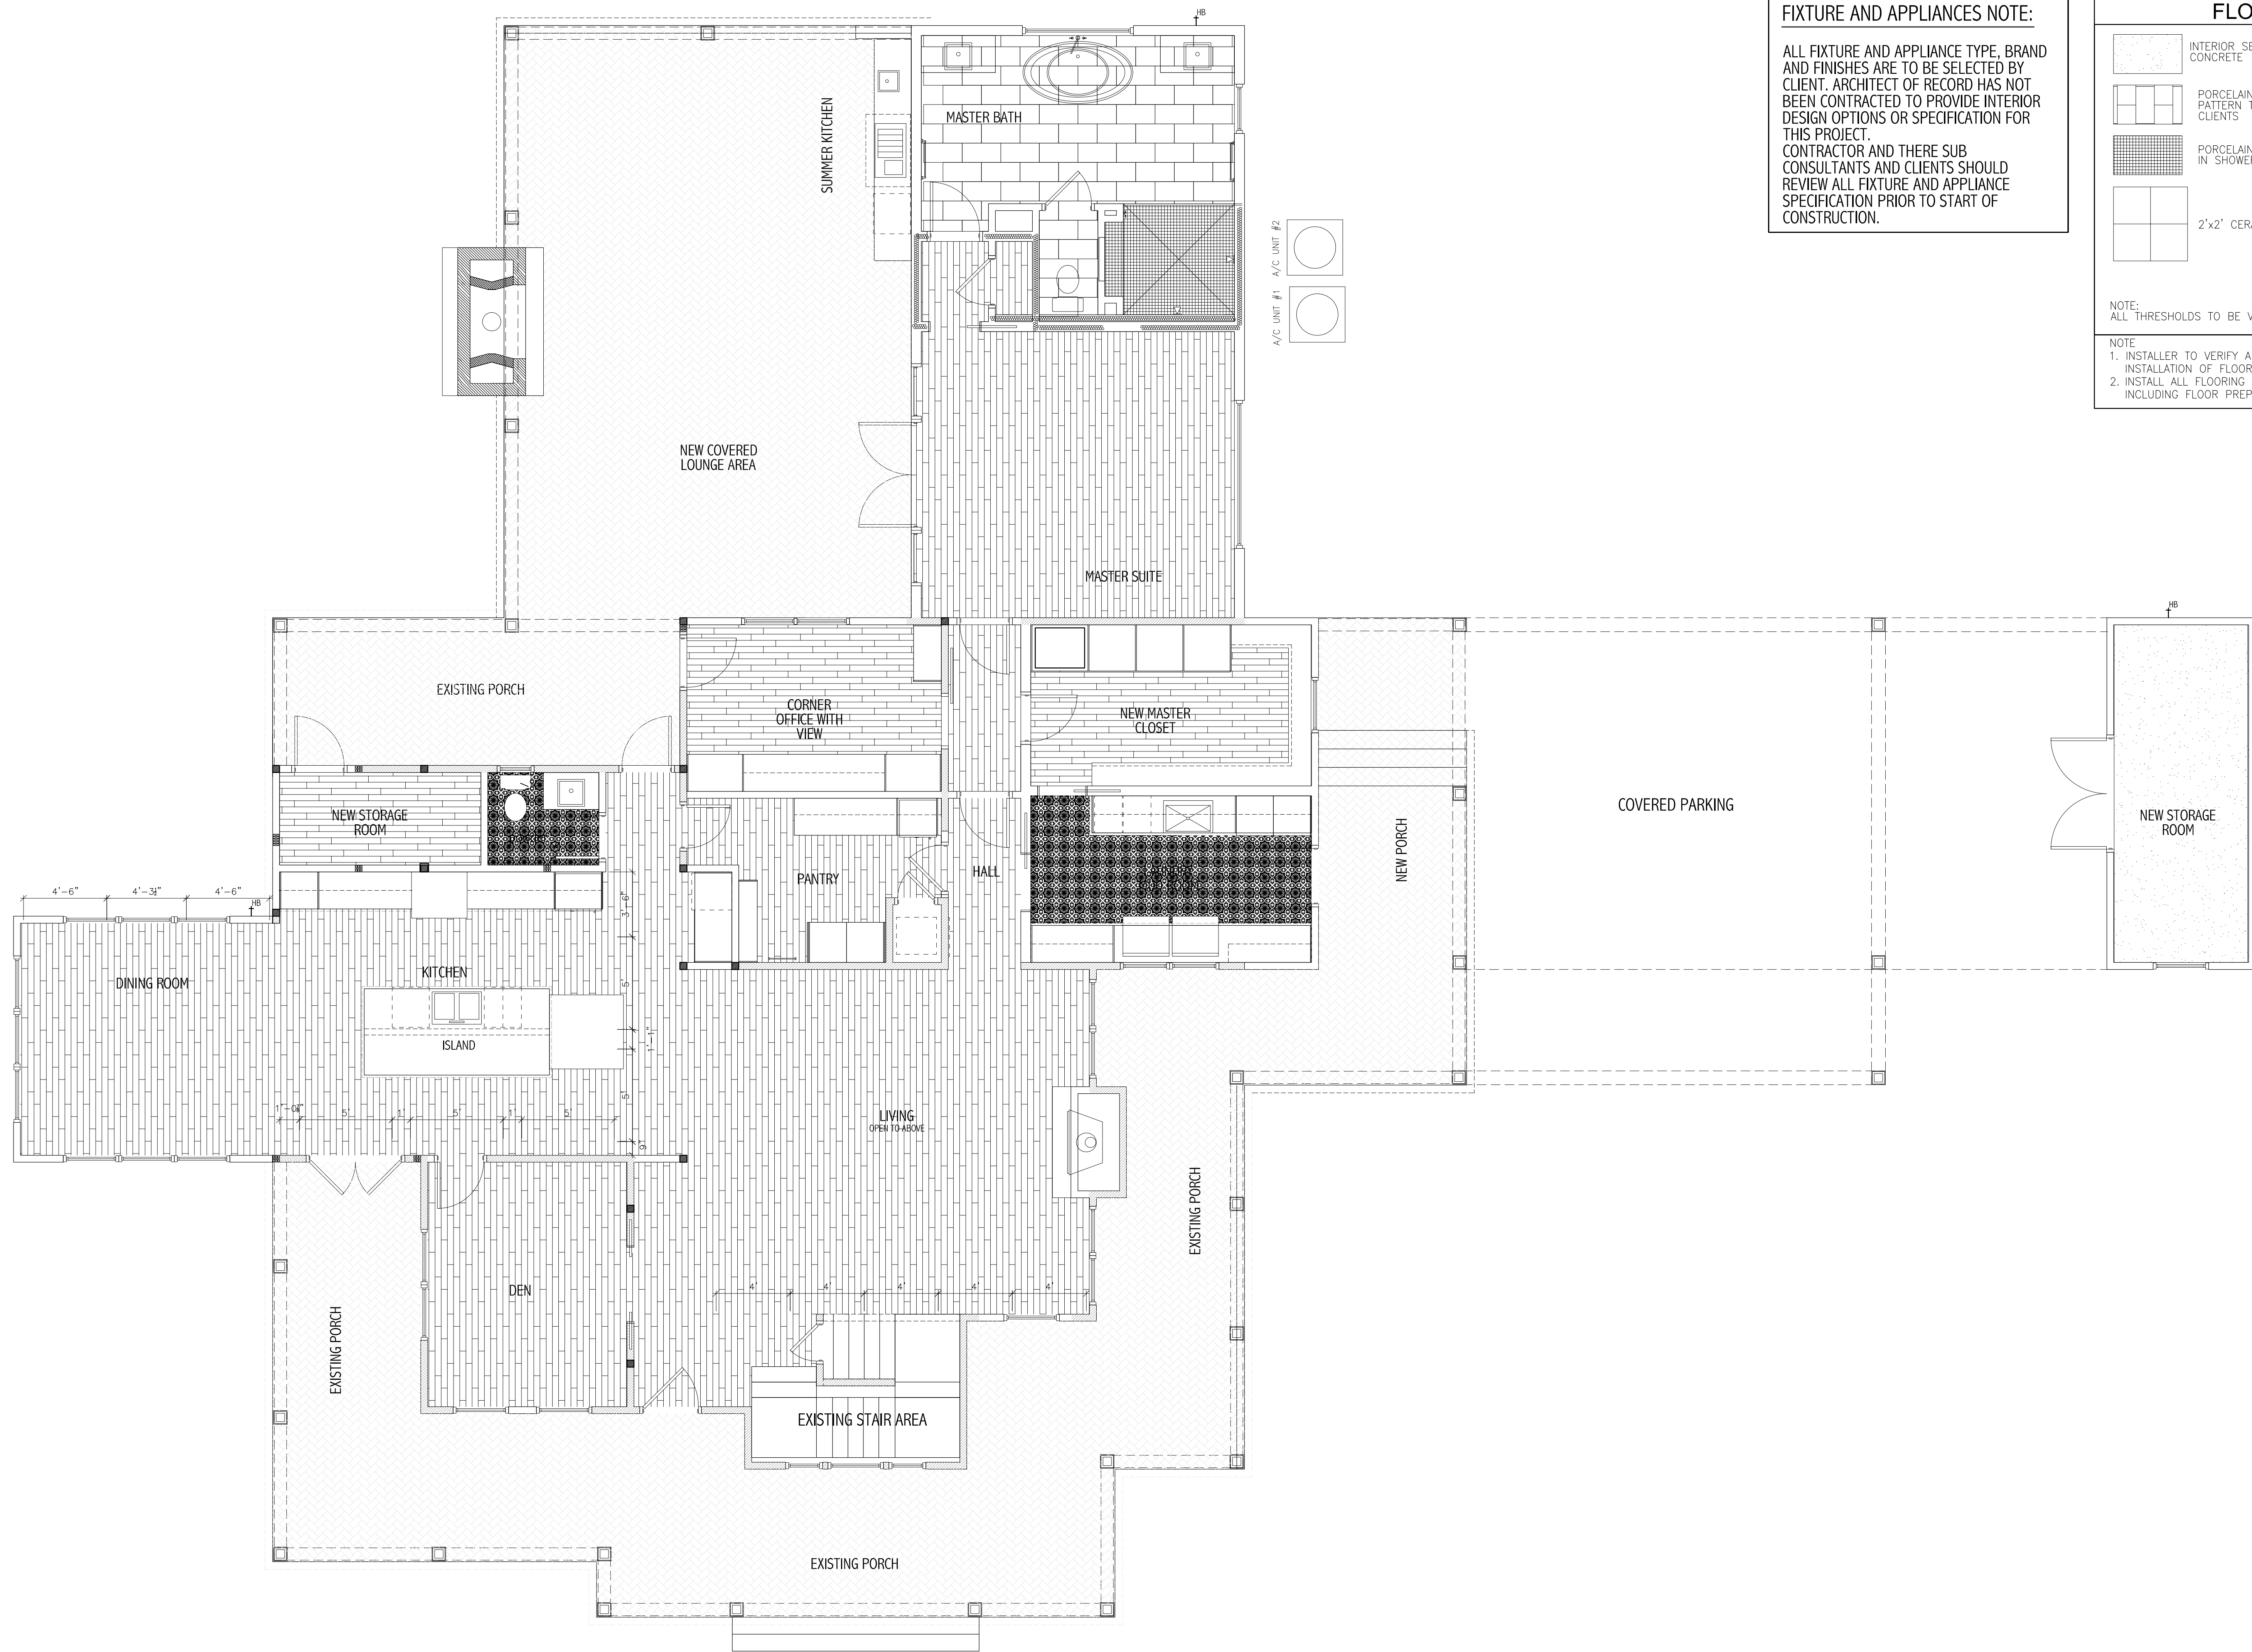 HB
FIXTURE AND APPLIANCES NOTE:
ALL FIXTURE AND APPLIANCE TYPE, BRAND
AND FINISHES ARE TO BE SELECTED BY
CLIENT. ARCHITECT OF RECORD HAS NOT
BEEN CONTRACTED TO PROVIDE INTERIOR
DESIGN OPTIONS OR SPECIFICATION FOR
THIS PROJECT.
CONTRACTOR AND THERE SUB
CONSULTANTS AND CLIENTS SHOULD
REVIEW ALL FIXTURE AND APPLIANCE
SPECIFICATION PRIOR TO START OF
CONSTRUCTION.
FLO
INTERIOR SE
CONCRETE
PORCELAIN
PATTERN T
CLIENTS
PORCELAIN
IN SHOWER
2'x2' CERA
NOTE:
ALL THRESHOLDS TO BE V
NOTE
1. INSTALLER TO VERIFY A
INSTALLATION OF FLOOR
2. INSTALL ALL FLOORING
INCLUDING FLOOR PREP
SUMMER KITCHEN
MASTER BATH
A/C UNIT #2
A/C UNIT #1
NEW COVERED
LOUNGE AREA
MASTER SUITE
HB
EXISTING PORCH
CORNER
OFFICE WITH
VIEW
NEW MASTER
CLOSET
COVERED PARKING
NEW STORAGE
ROOM
NEW STORAGE
ROOM
NEW PORCH
PANTRY
HALL
4'-6"
4'-3½"
4'-6"
HB
3'-6"
DINING ROOM
KITCHEN
5'
ISLAND
1'-1"
5'
1'-0½"
5'
1'
5'
1'
5'
9"
LIVING
OPEN TO ABOVE
EXISTING PORCH
DEN
4'
4'
4'
4'
4'
EXISTING PORCH
EXISTING STAIR AREA
EXISTING PORCH